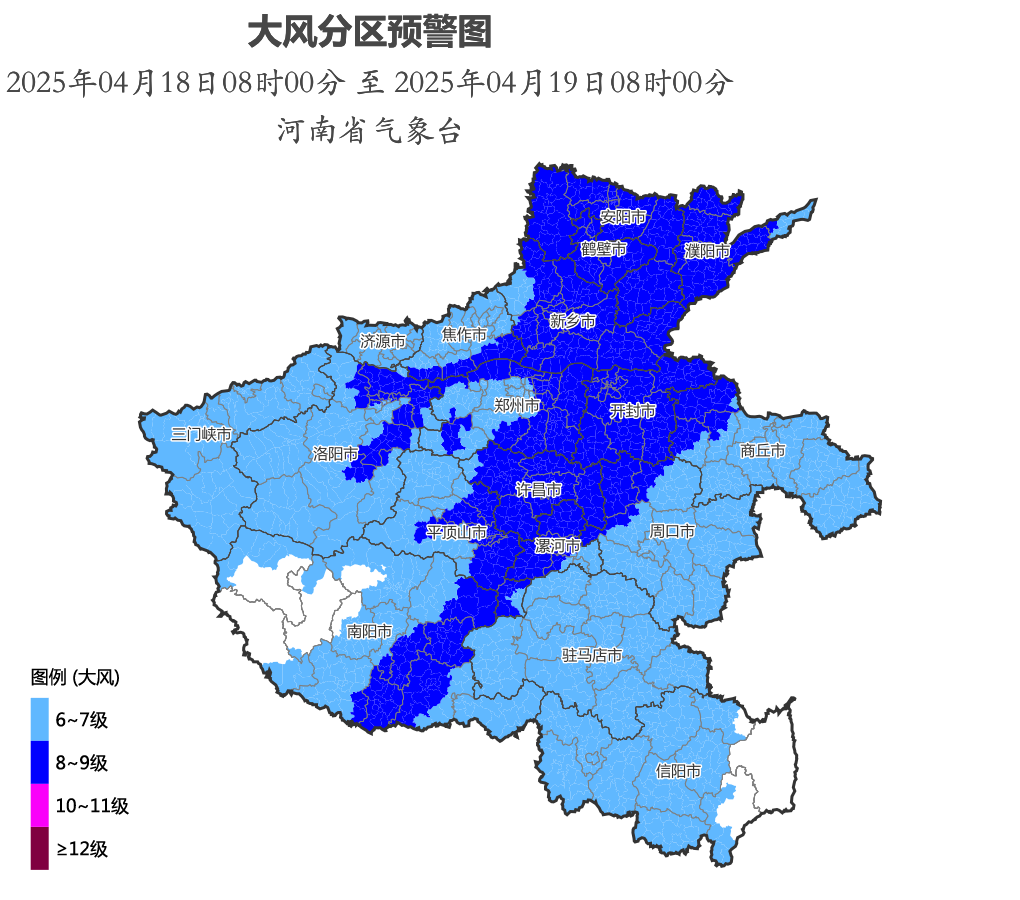 大风分区预警图
2025年04月18日08时00分 至 2025年04月19日08时00分
河南省气象台
安阳市
鹤壁市
濮阳市
新乡市
焦作市
济源市
郑州市
开封市
三门峡市
洛阳市
商丘市
许昌市
平顶山市
周口市
漯河市
南阳市
驻马店市
信阳市
图例 (大风)
6~7级
8~9级
10~11级
≥12级